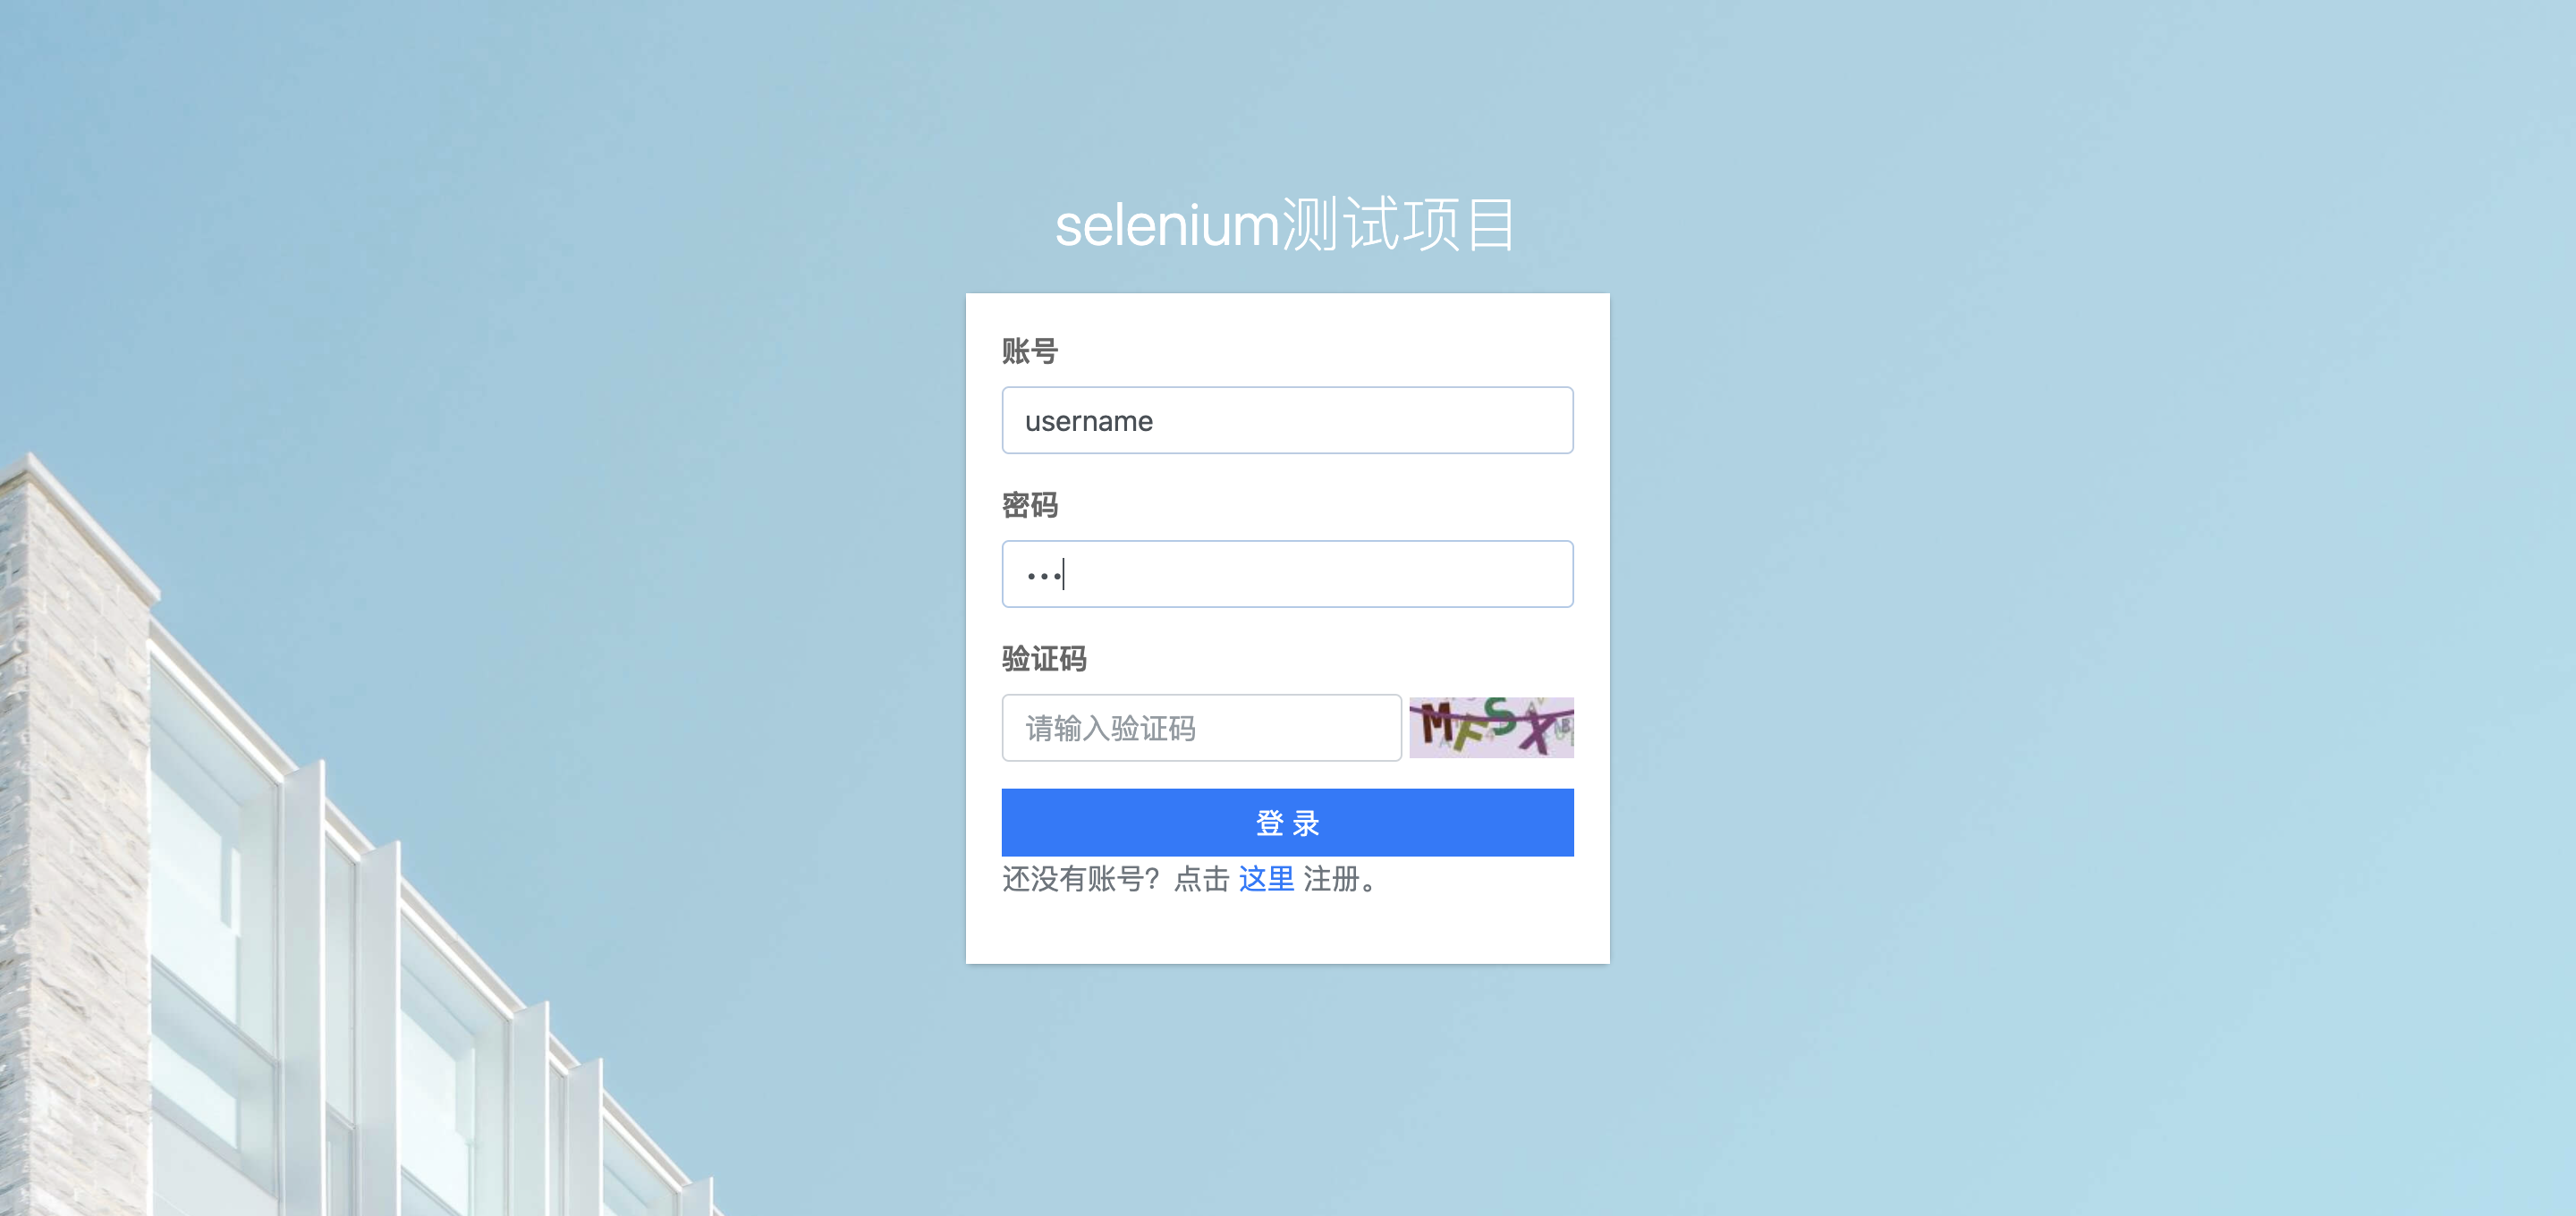 selenium测试项目
账号
username
密码
•••
验证码
请输入验证码
MFSX
登 录
还没有账号？点击 这里 注册。